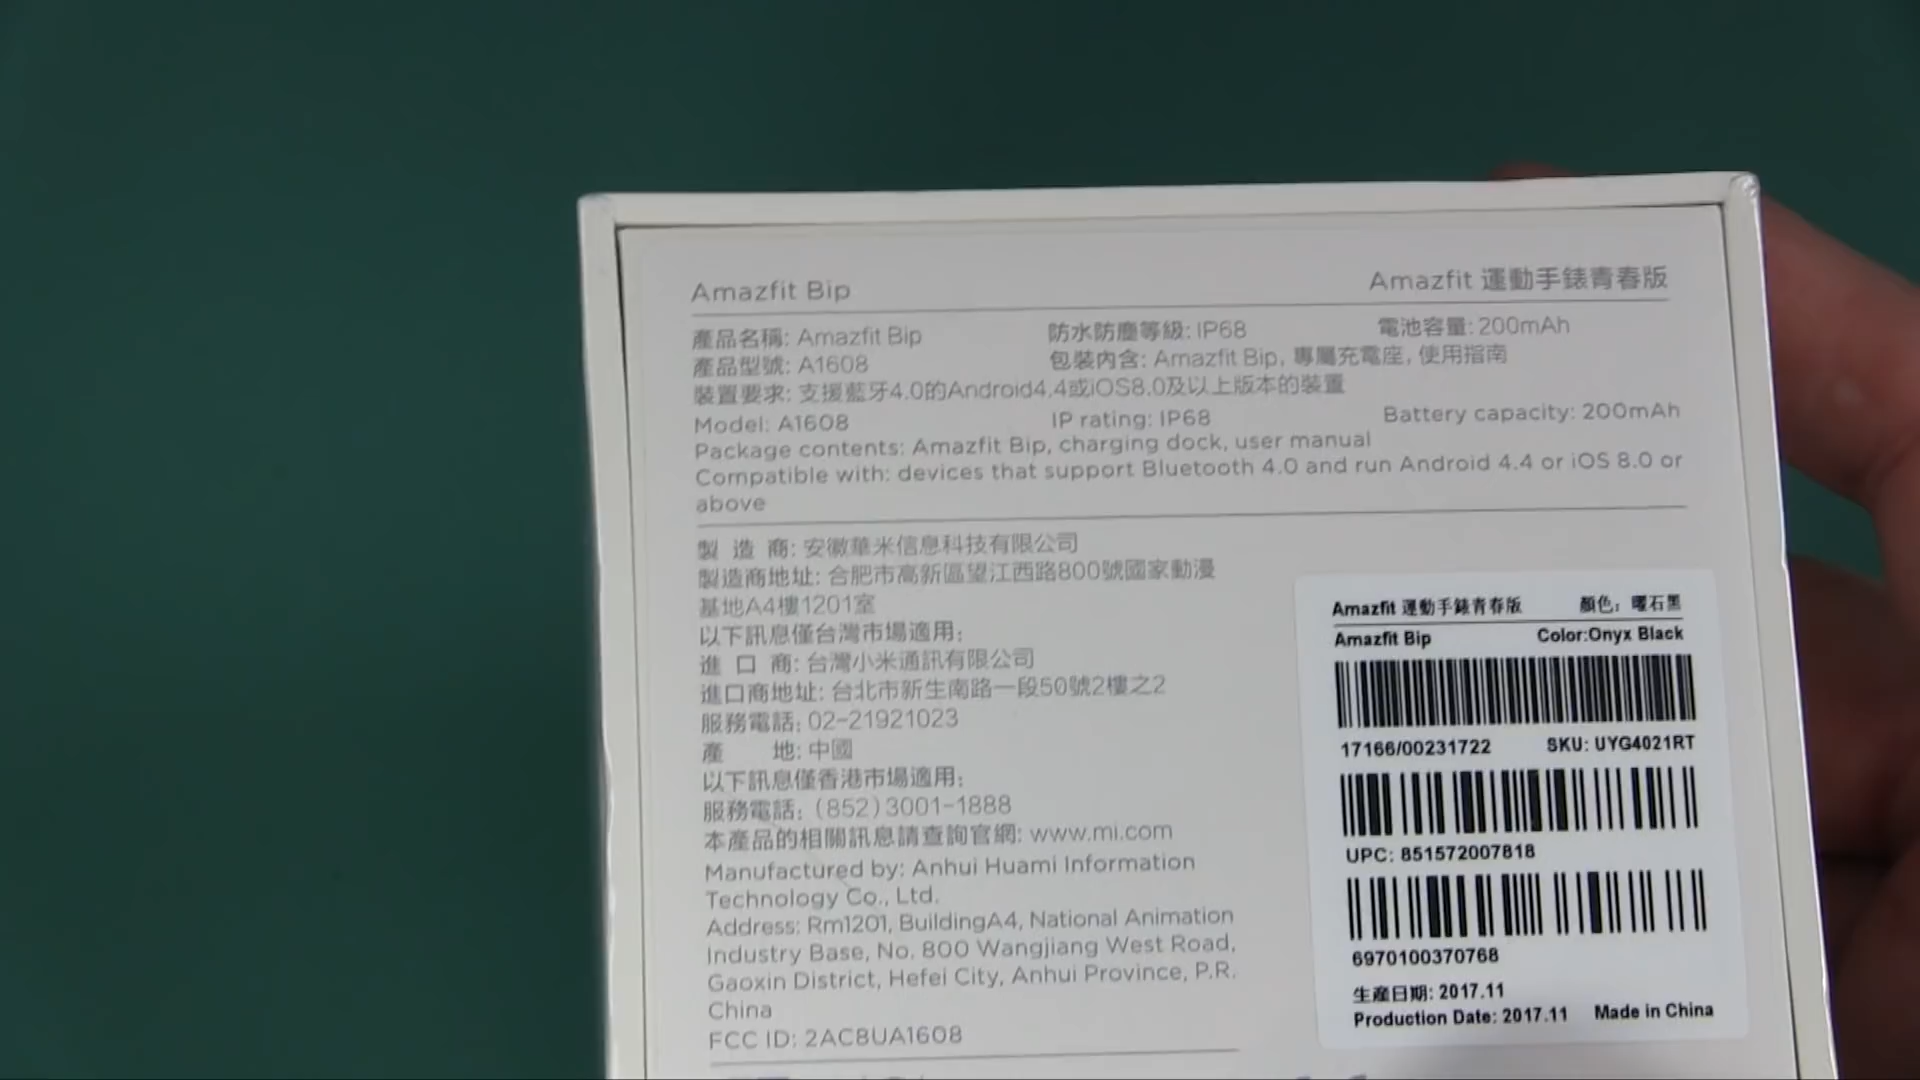 Amazfit Bip
Amazfit 運動手錶青春版
產品名稱: Amazfit Bip
防水防塵等級: IP68
電池容量: 200mAh
產品型號: A1608
包裝內含: Amazfit Bip, 專屬充電座, 使用指南
裝置要求: 支援藍牙4.0的Android4.4或iOS8.0及以上版本的裝置
Model: A1608
IP rating: IP68
Battery capacity: 200mAh
Package contents: Amazfit Bip, charging dock, user manual
Compatible with: devices that support Bluetooth 4.0 and run Android 4.4 or iOS 8.0 or
above
製 造 商: 安徽華米信息科技有限公司
製造商地址: 合肥市高新區望江西路800號國家動漫
基地A4樓1201室
以下訊息僅台灣市場適用:
進 口 商: 台灣小米通訊有限公司
進口商地址: 台北市新生南路一段50號2樓之2
服務電話: 02-21921023
產 地: 中國
以下訊息僅香港市場適用:
服務電話: (852)3001-1888
本產品的相關訊息請查詢官網: www.mi.com
Manufactured by: Anhui Huami Information
Technology Co., Ltd.
Address: Rm1201, BuildingA4, National Animation
Industry Base, No. 800 Wangjiang West Road,
Gaoxin District, Hefei City, Anhui Province, P.R.
China
FCC ID: 2AC8UA1608
Amazfit 運動手錶青春版 顏色: 曜石黑
Amazfit Bip Color:Onyx Black
17166/00231722 SKU: UYG4021RT
UPC: 851572007818
6970100370768
生產日期: 2017.11
Production Date: 2017.11 Made in China